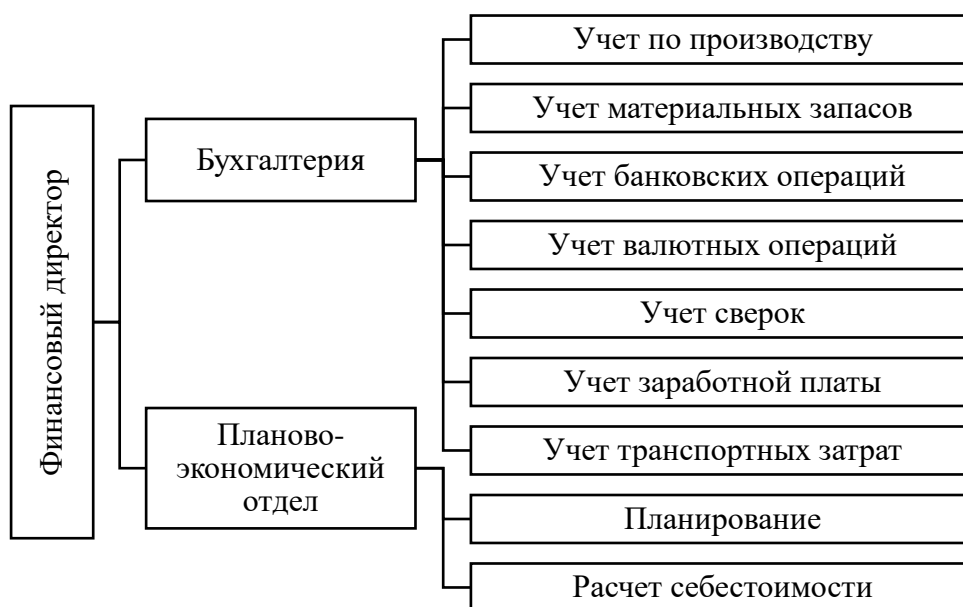 Финансовый директор
Бухгалтерия
Планово-
экономический
отдел
Учет по производству
Учет материальных запасов
Учет банковских операций
Учет валютных операций
Учет сверок
Учет заработной платы
Учет транспортных затрат
Планирование
Расчет себестоимости